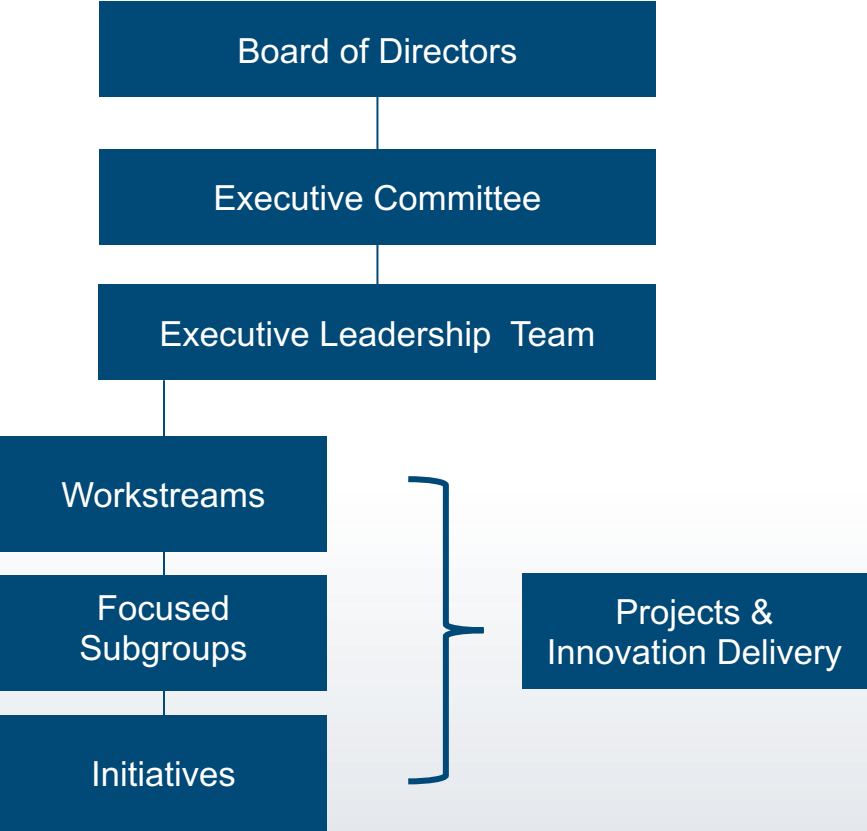 Board of Directors
Executive Committee
Executive Leadership  Team
Workstreams
Focused
Subgroups
Initiatives
Projects &
Innovation Delivery